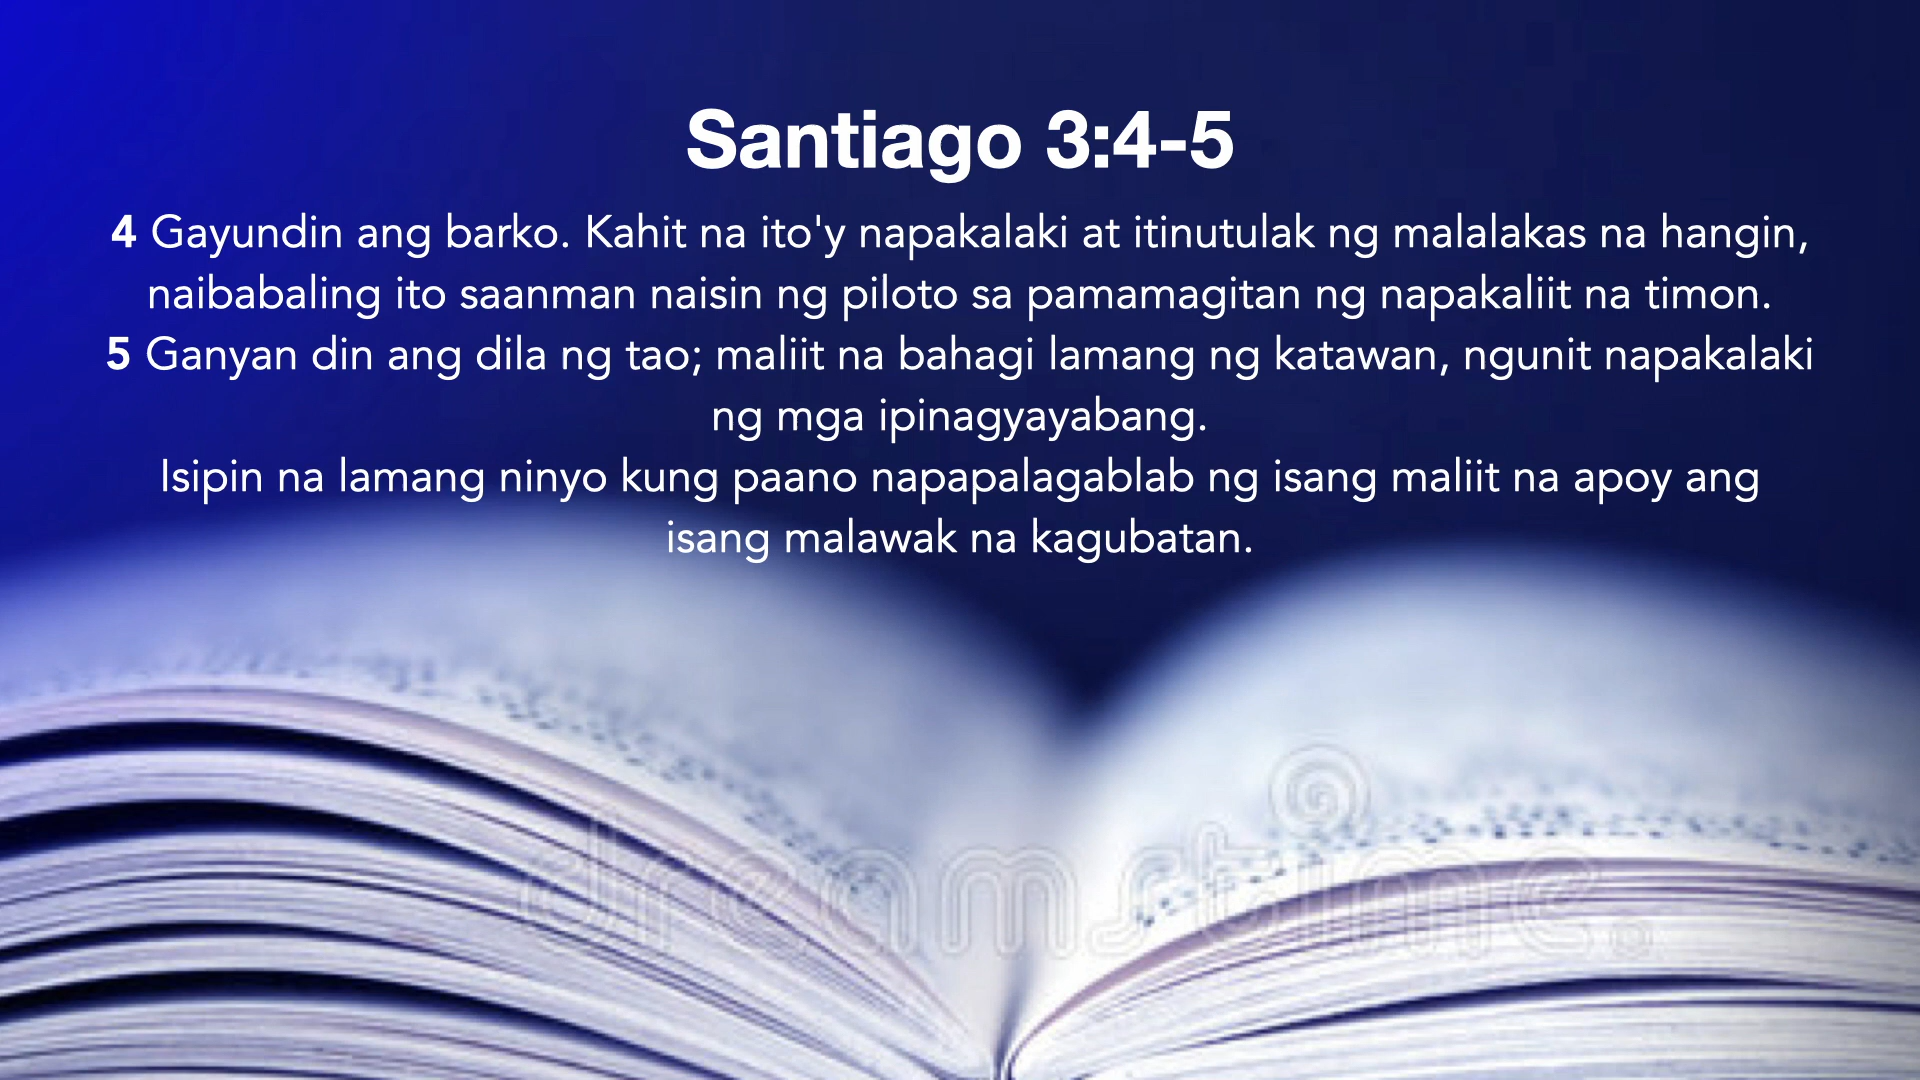 Santiago 3:4-5
4 Gayundin ang barko. Kahit na ito'y napakalaki at itinutulak ng malalakas na hangin,
naibabaling ito saanman naisin ng piloto sa pamamagitan ng napakaliit na timon.
5 Ganyan din ang dila ng tao; maliit na bahagi lamang ng katawan, ngunit napakalaki
ng mga ipinagyayabang.
Isipin na lamang ninyo kung paano napapalagablab ng isang maliit na apoy ang
isang malawak na kagubatan.
dreamstime